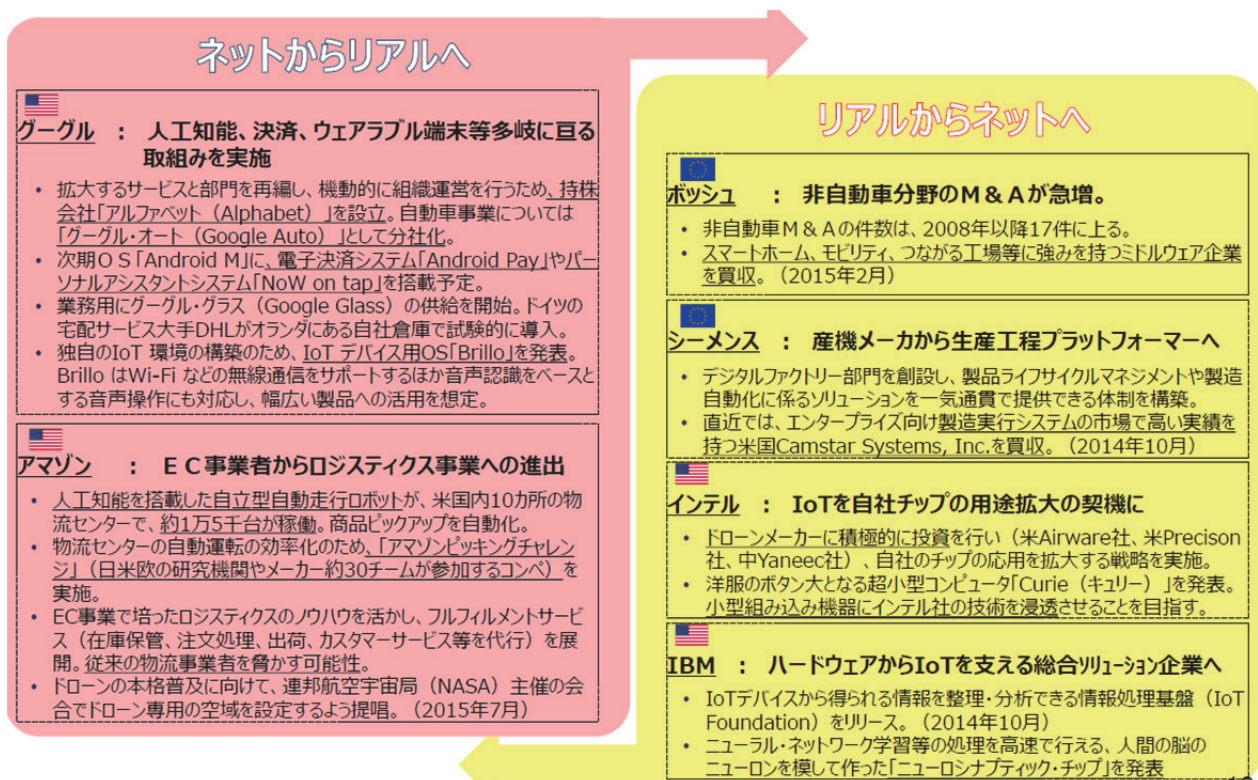 ネットからリアルへ
グーグル ： 人工知能、決済、ウェアラブル端末等多岐に亘る
取組みを実施
• 拡大するサービスと部門を再編し、機動的に組織運営を行うため、持株
会社「アルファベット（Alphabet）」を設立。自動車事業については
「グーグル・オート（Google Auto）」として分社化。
• 次期ＯＳ「Android M」に、電子決済システム「Android Pay」やパー
ソナルアシスタントシステム「NoW on tap」を搭載予定。
• 業務用にグーグル・グラス（Google Glass）の供給を開始。ドイツの
宅配サービス大手DHLがオランダにある自社倉庫で試験的に導入。
• 独自のIoT 環境の構築のため、IoT デバイス用OS「Brillo」を発表。
Brillo はWi-Fi などの無線通信をサポートするほか音声認識をベースと
する音声操作にも対応し、幅広い製品への活用を想定。
アマゾン ： ＥＣ事業者からロジスティクス事業への進出
• 人工知能を搭載した自立型自動走行ロボットが、米国内10カ所の物
流センターで、約1万5千台が稼働。商品ピックアップを自動化。
• 物流センターの自動運転の効率化のため、「アマゾンピッキングチャレン
ジ」（日米欧の研究機関やメーカー約30チームが参加するコンペ）を
実施。
• EC事業で培ったロジスティクスのノウハウを活かし、フルフィルメントサービ
ス（在庫保管、注文処理、出荷、カスタマーサービス等を代行）を展
開。従来の物流事業者を脅かす可能性。
• ドローンの本格普及に向けて、連邦航空宇宙局（NASA）主催の会
合でドローン専用の空域を設定するよう提唱。（2015年7月）
リアルからネットへ
ボッシュ ： 非自動車分野のＭ＆Ａが急増。
• 非自動車Ｍ＆Ａの件数は、2008年以降17件に上る。
• スマートホーム、モビリティ、つながる工場等に強みを持つミドルウェア企業
を買収。（2015年2月）
シーメンス ： 産機メーカから生産工程プラットフォーマーへ
• デジタルファクトリー部門を創設し、製品ライフサイクルマネジメントや製造
自動化に係るソリューションを一気通貫で提供できる体制を構築。
• 直近では、エンタープライズ向け製造実行システムの市場で高い実績を
持つ米国Camstar Systems, Inc.を買収。（2014年10月）
インテル ： IoTを自社チップの用途拡大の契機に
• ドローンメーカーに積極的に投資を行い（米Airware社、米Precison
社、中Yaneec社）、自社のチップの応用を拡大する戦略を実施。
• 洋服のボタン大となる超小型コンピュータ「Curie（キュリー）」を発表。
小型組み込み機器にインテル社の技術を浸透させることを目指す。
IBM ： ハードウェアからIoTを支える総合ソリューション企業へ
• IoTデバイスから得られる情報を整理・分析できる情報処理基盤（IoT
Foundation）をリリース。（2014年10月）
• ニューラル・ネットワーク学習等の処理を高速で行える、人間の脳の
ニューロンを模して作った「ニューロシナプティック・チップ」を発表